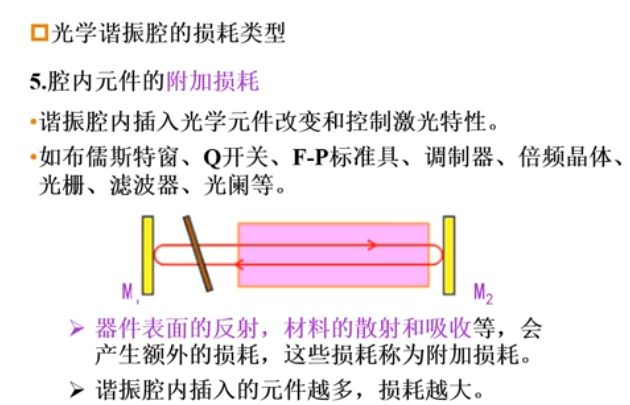 光学谐振腔的损耗类型
5.腔内元件的附加损耗
•谐振腔内插入光学元件改变和控制激光特性。
•如布儒斯特窗、Q开关、F-P标准具、调制器、倍频晶体、
光栅、滤波器、光阑等。
M₁ M₂
➢ 器件表面的反射，材料的散射和吸收等，会
产生额外的损耗，这些损耗称为附加损耗。
➢ 谐振腔内插入的元件越多，损耗越大。